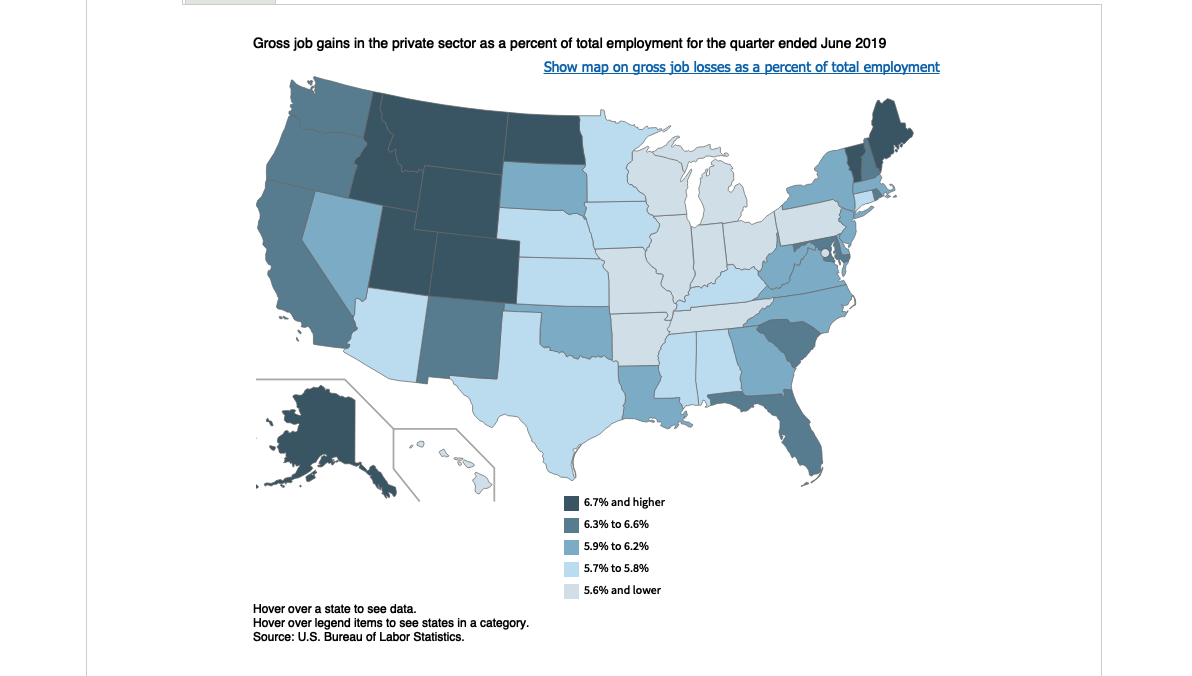 Gross job gains in the private sector as a percent of total employment for the quarter ended June 2019
Show map on gross job losses as a percent of total employment
6.7% and higher
6.3% to 6.6%
5.9% to 6.2%
5.7% to 5.8%
5.6% and lower
Hover over a state to see data.
Hover over legend items to see states in a category.
Source: U.S. Bureau of Labor Statistics.